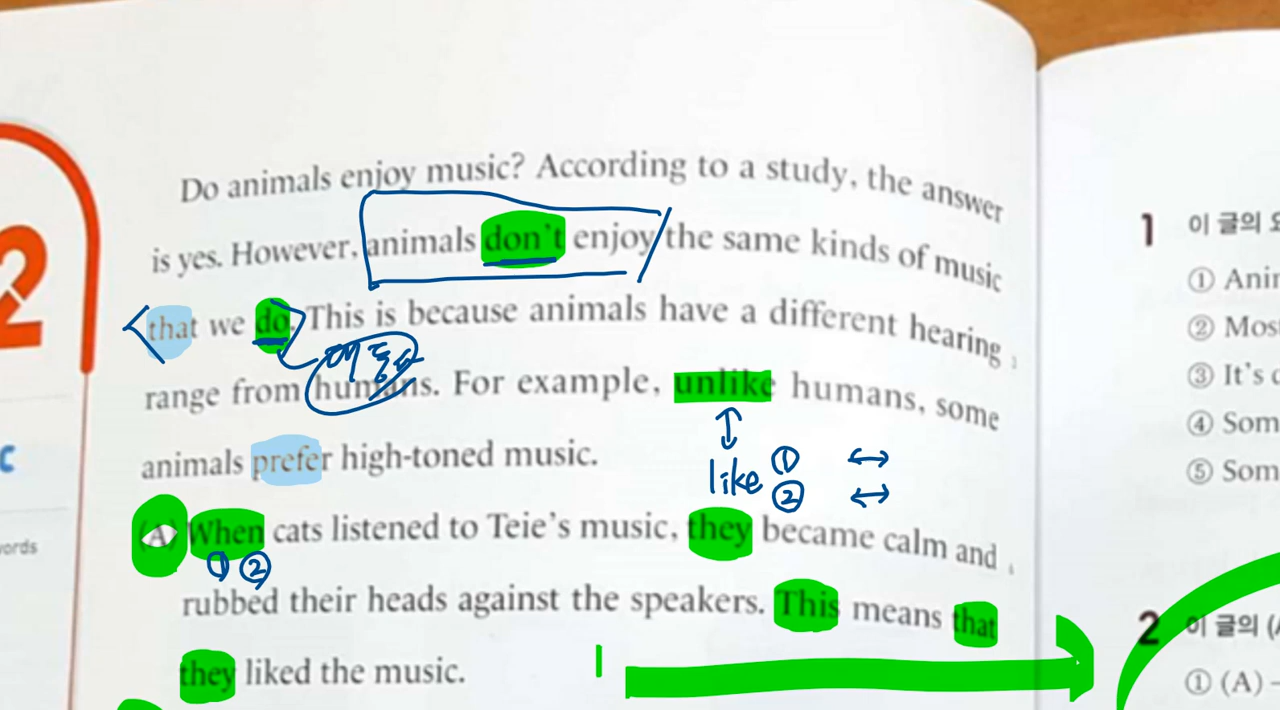 2
C
words
Do animals enjoy music? According to a study, the answer
is yes. However, animals don't enjoy the same kinds of music
that we do. This is because animals have a different hearing
range from humans. For example, unlike humans, some
animals prefer high-toned music.
like ① ↔
② ↔
(A) When cats listened to Teie's music, they became calm and
① ②
rubbed their heads against the speakers. This means that
they liked the music.
1 이 글의
① Anim
② Most
③ It's
④ Som
⑤ Som
2 이 글의 (
① (A) –